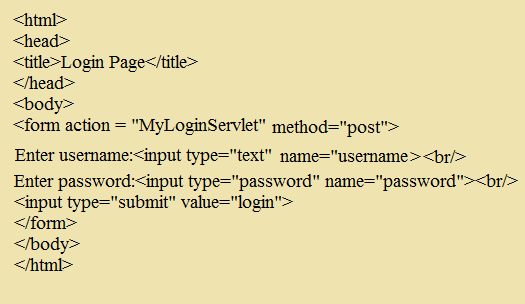 <html>
<head>
<title>Login Page</title>
</head>
<body>
<form action = "MyLoginServlet" method="post">
Enter username:<input type="text" name="username><br/>
Enter password:<input type="password" name="password"><br/>
<input type="submit" value="login">
</form>
</body>
</html>